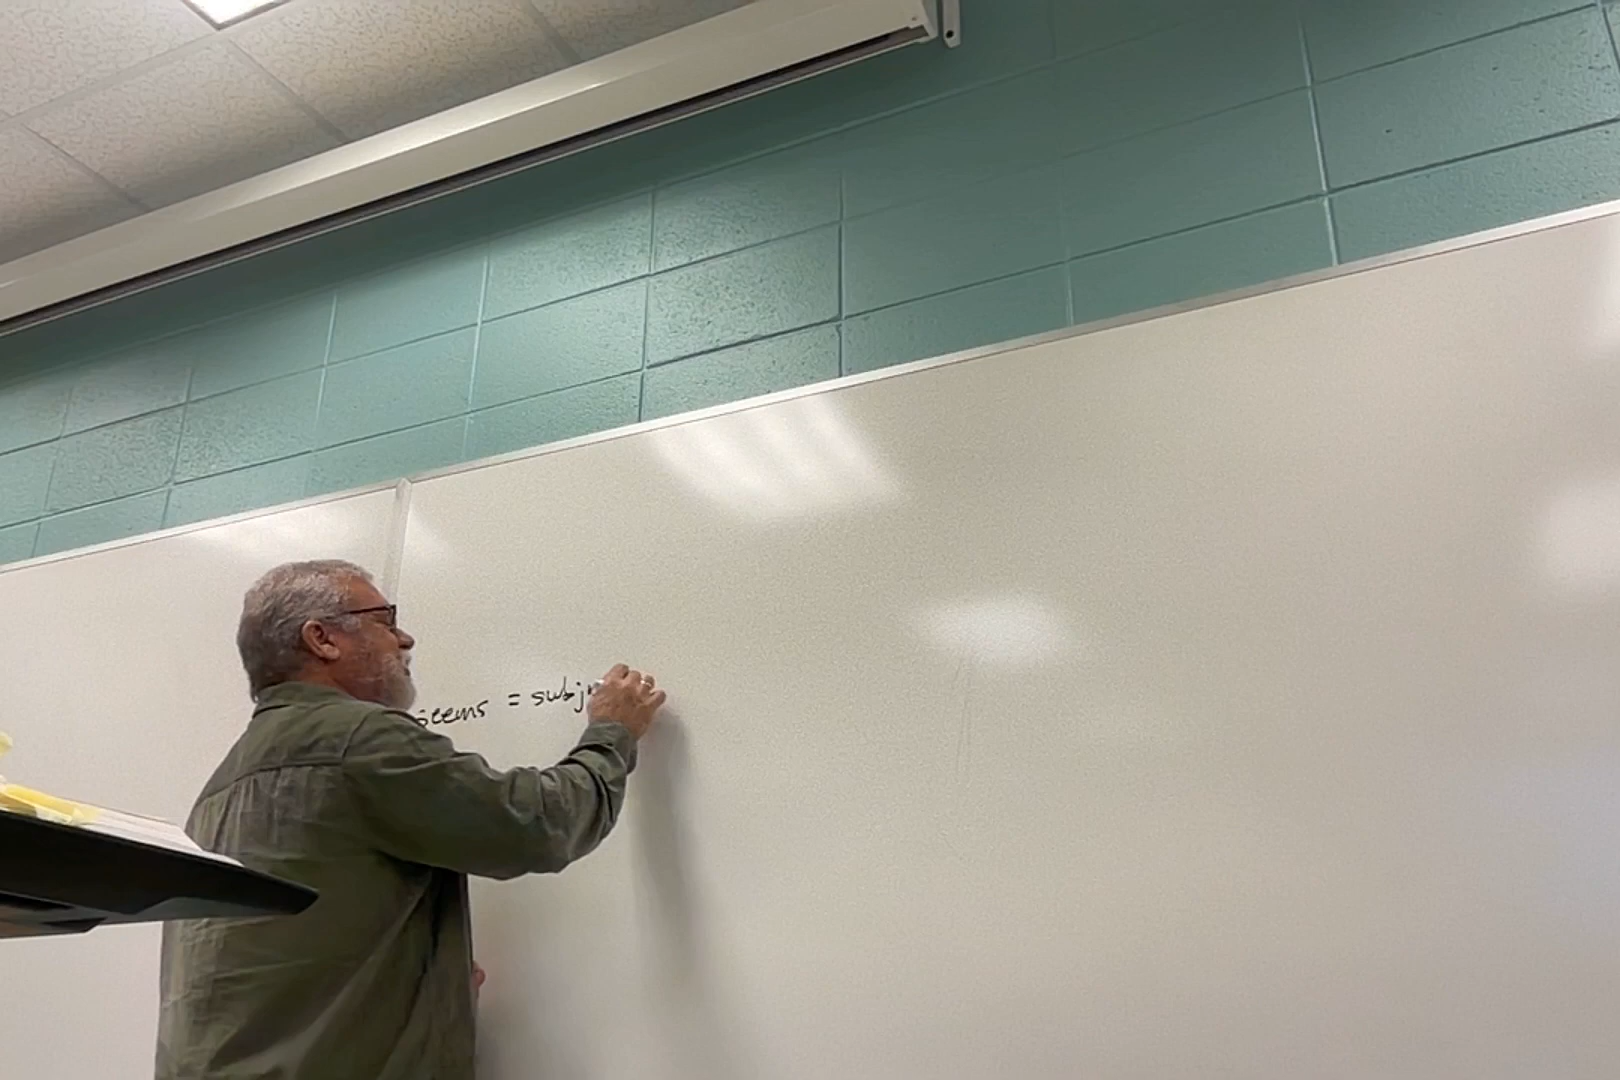 seems = subj